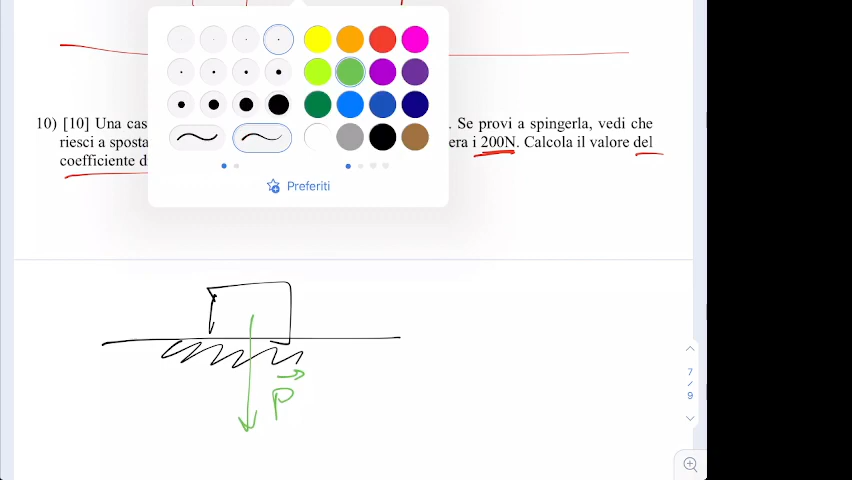 10) [10] Una cas . Se provi a spingerla, vedi che
riesci a sposta era i 200N. Calcola il valore del
coefficiente d
Preferiti
P
7
/
9